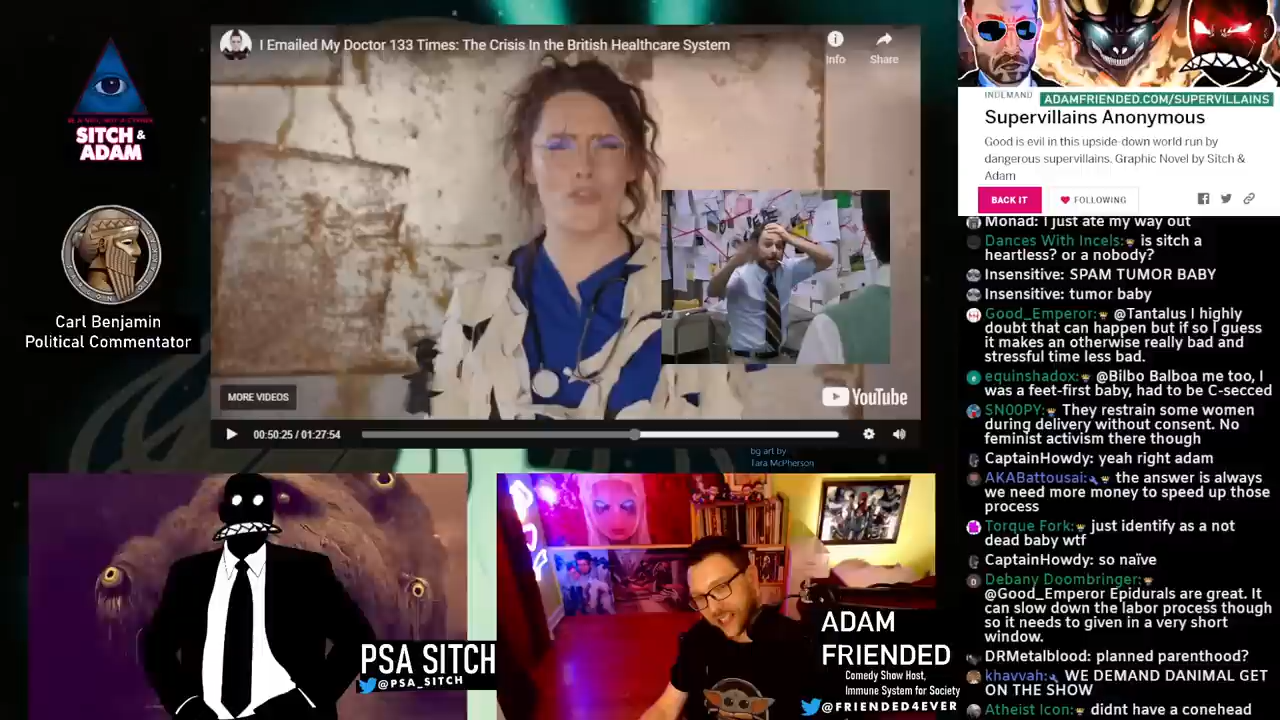 I Emailed My Doctor 133 Times: The Crisis In the British Healthcare System
Info
Share
MORE VIDEOS
YouTube
00:50:25 / 01:27:54
SITCH &
ADAM
Carl Benjamin
Political Commentator
bg art by
Tara McPherson
PSA SITCH
@PSA_SITCH
ADAM
FRIENDED
Comedy Show Host,
Immune System for Society
@FRIENDED4EVER
INDEMAND
ADAMFRIENDED.COM/SUPERVILLAINS
Supervillains Anonymous
Good is evil in this upside-down world run by
dangerous supervillains. Graphic Novel by Sitch &
Adam
BACK IT
FOLLOWING
Monad: I just ate my way out
Dances With Incels: is sitch a
heartless? or a nobody?
Insensitive: SPAM TUMOR BABY
Insensitive: tumor baby
Good_Emperor: @Tantalus I highly
doubt that can happen but if so I guess
it makes an otherwise really bad and
stressful time less bad.
equinshadox: @Bilbo Balboa me too, I
was a feet-first baby, had to be C-secced
SN00PY: They restrain some women
during delivery without consent. No
feminist activism there though
CaptainHowdy: yeah right adam
AKABattousai: the answer is always
we need more money to speed up those
process
Torque Fork: just identify as a not
dead baby wtf
CaptainHowdy: so naïve
Debany Doombringer:
@Good_Emperor Epidurals are great. It
can slow down the labor process though
so it needs to given in a very short
window.
DRMetalblood: planned parenthood?
khavvah: WE DEMAND DANIMAL GET
ON THE SHOW
Atheist Icon: didnt have a conehead